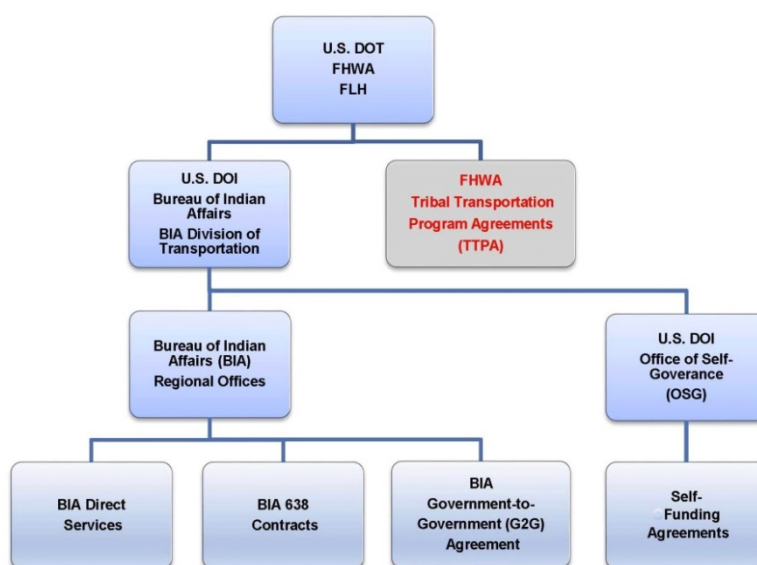 U.S. DOT
FHWA
FLH
U.S. DOI
Bureau of Indian
Affairs
BIA Division of
Transportation
FHWA
Tribal Transportation
Program Agreements
(TTPA)
Bureau of Indian
Affairs (BIA)
Regional Offices
U.S. DOI
Office of Self-
Goverance
(OSG)
BIA Direct
Services
BIA 638
Contracts
BIA
Government-to-
Government (G2G)
Agreement
Self-
Funding
Agreements